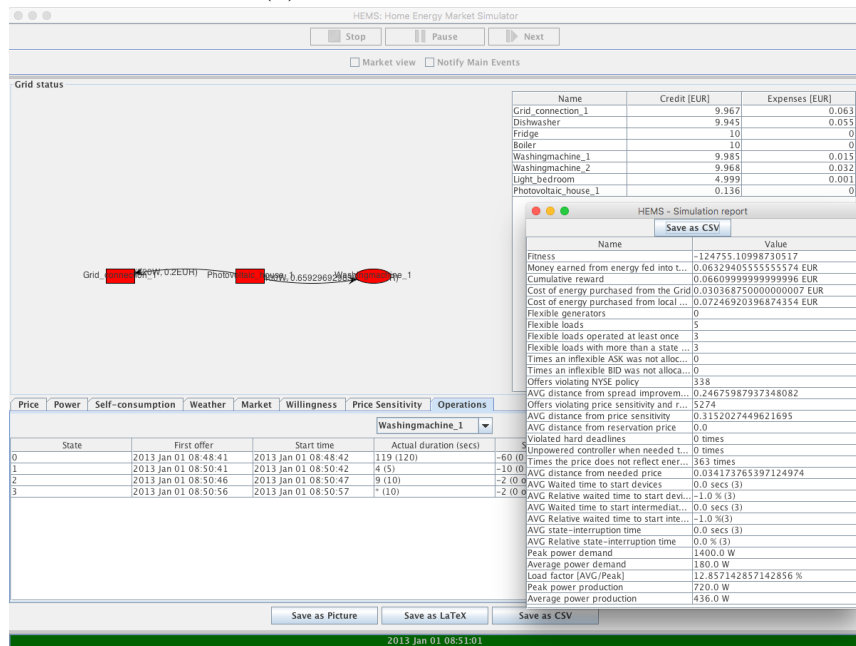 HEMS: Home Energy Market Simulator
Stop Pause Next
Market view Notify Main Events
Grid status
Name Credit [EUR] Expenses [EUR]
Grid_connection_1 9.967 0.063
Dishwasher 9.945 0.055
Fridge 10 0
Boiler 10 0
Washingmachine_1 9.985 0.015
Washingmachine_2 9.968 0.032
Light_bedroom 4.999 0.001
Photovoltaic_house_1 0.136 0
HEMS - Simulation report
Save as CSV
Name Value
Fitness -124755.10998730517
Money earned from energy fed into t... 0.06329405555555574 EUR
Cumulative reward 0.06609999999999996 EUR
Cost of energy purchased from the Grid 0.030368750000000007 EUR
Cost of energy purchased from local ... 0.07246920396874354 EUR
Flexible generators 0
Flexible loads 5
Flexible loads operated at least once 3
Flexible loads with more than a state ... 3
Times an inflexible ASK was not alloc... 0
Times an inflexible BID was not alloca... 0
Offers violating NYSE policy 338
AVG distance from spread improvem... 0.24675987937348082
Offers violating price sensitivity and r... 5274
AVG distance from price sensitivity 0.3152027449621695
AVG distance from reservation price 0.0
Violated hard deadlines 0 times
Unpowered controller when needed t... 0 times
Times the price does not reflect ener... 363 times
AVG distance from needed price 0.034173765397124974
AVG Waited time to start devices 0.0 secs (3)
AVG Relative waited time to start devi... -1.0 % (3)
AVG Waited time to start intermediat... 0.0 secs (3)
AVG Relative waited time to start inte... -1.0 %(3)
AVG state-interruption time 0.0 secs (3)
AVG Relative state-interruption time 0.0 % (3)
Peak power demand 1400.0 W
Average power demand 180.0 W
Load factor [AVG/Peak] 12.857142857142856 %
Peak power production 720.0 W
Average power production 436.0 W
Price Power Self-consumption Weather Market Willingness Price Sensitivity Operations
Washingmachine_1
State First offer Start time Actual duration (secs)
0 2013 Jan 01 08:48:41 2013 Jan 01 08:48:42 119 (120) -60 (0
1 2013 Jan 01 08:50:41 2013 Jan 01 08:50:42 4 (5) -10 (0
2 2013 Jan 01 08:50:46 2013 Jan 01 08:50:47 9 (10) -2 (0
3 2013 Jan 01 08:50:56 2013 Jan 01 08:50:57 * (10) -2 (0
Save as Picture Save as LaTeX Save as CSV
2013 Jan 01 08:51:01